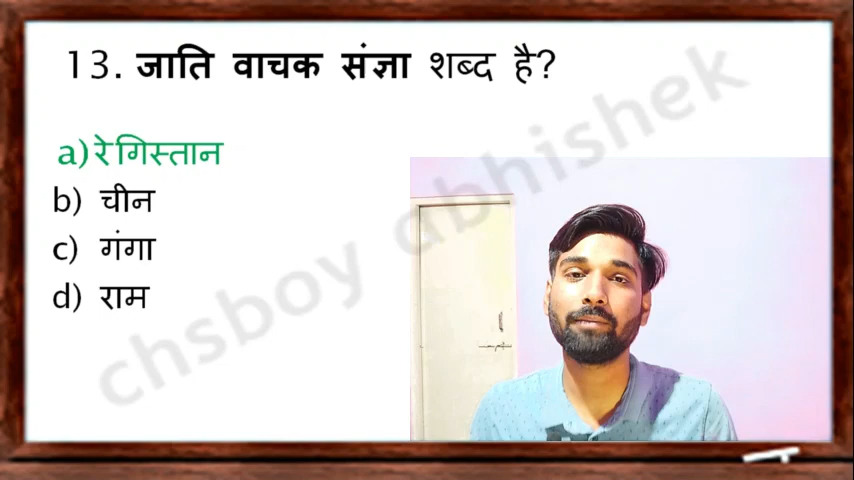 13. जाति वाचक संज्ञा शब्द है?
a) रेगिस्तान
b) चीन
c) गंगा
d) राम
chsboy abhishek